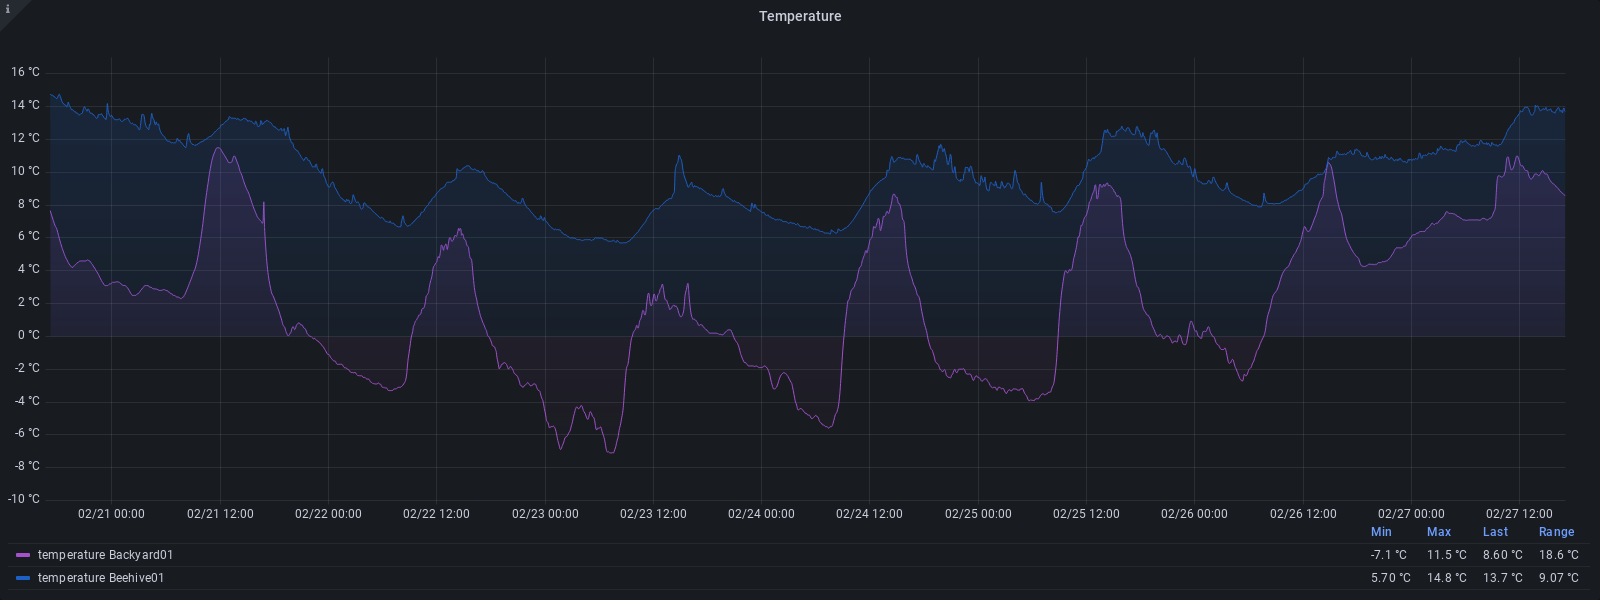 i
Temperature
16 °C
14 °C
12 °C
10 °C
8 °C
6 °C
4 °C
2 °C
0 °C
-2 °C
-4 °C
-6 °C
-8 °C
-10 °C
02/21 00:00 02/21 12:00 02/22 00:00 02/22 12:00 02/23 00:00 02/23 12:00 02/24 00:00 02/24 12:00 02/25 00:00 02/25 12:00 02/26 00:00 02/26 12:00 02/27 00:00 02/27 12:00
Min Max Last Range
temperature Backyard01 -7.1 °C 11.5 °C 8.60 °C 18.6 °C
temperature Beehive01 5.70 °C 14.8 °C 13.7 °C 9.07 °C